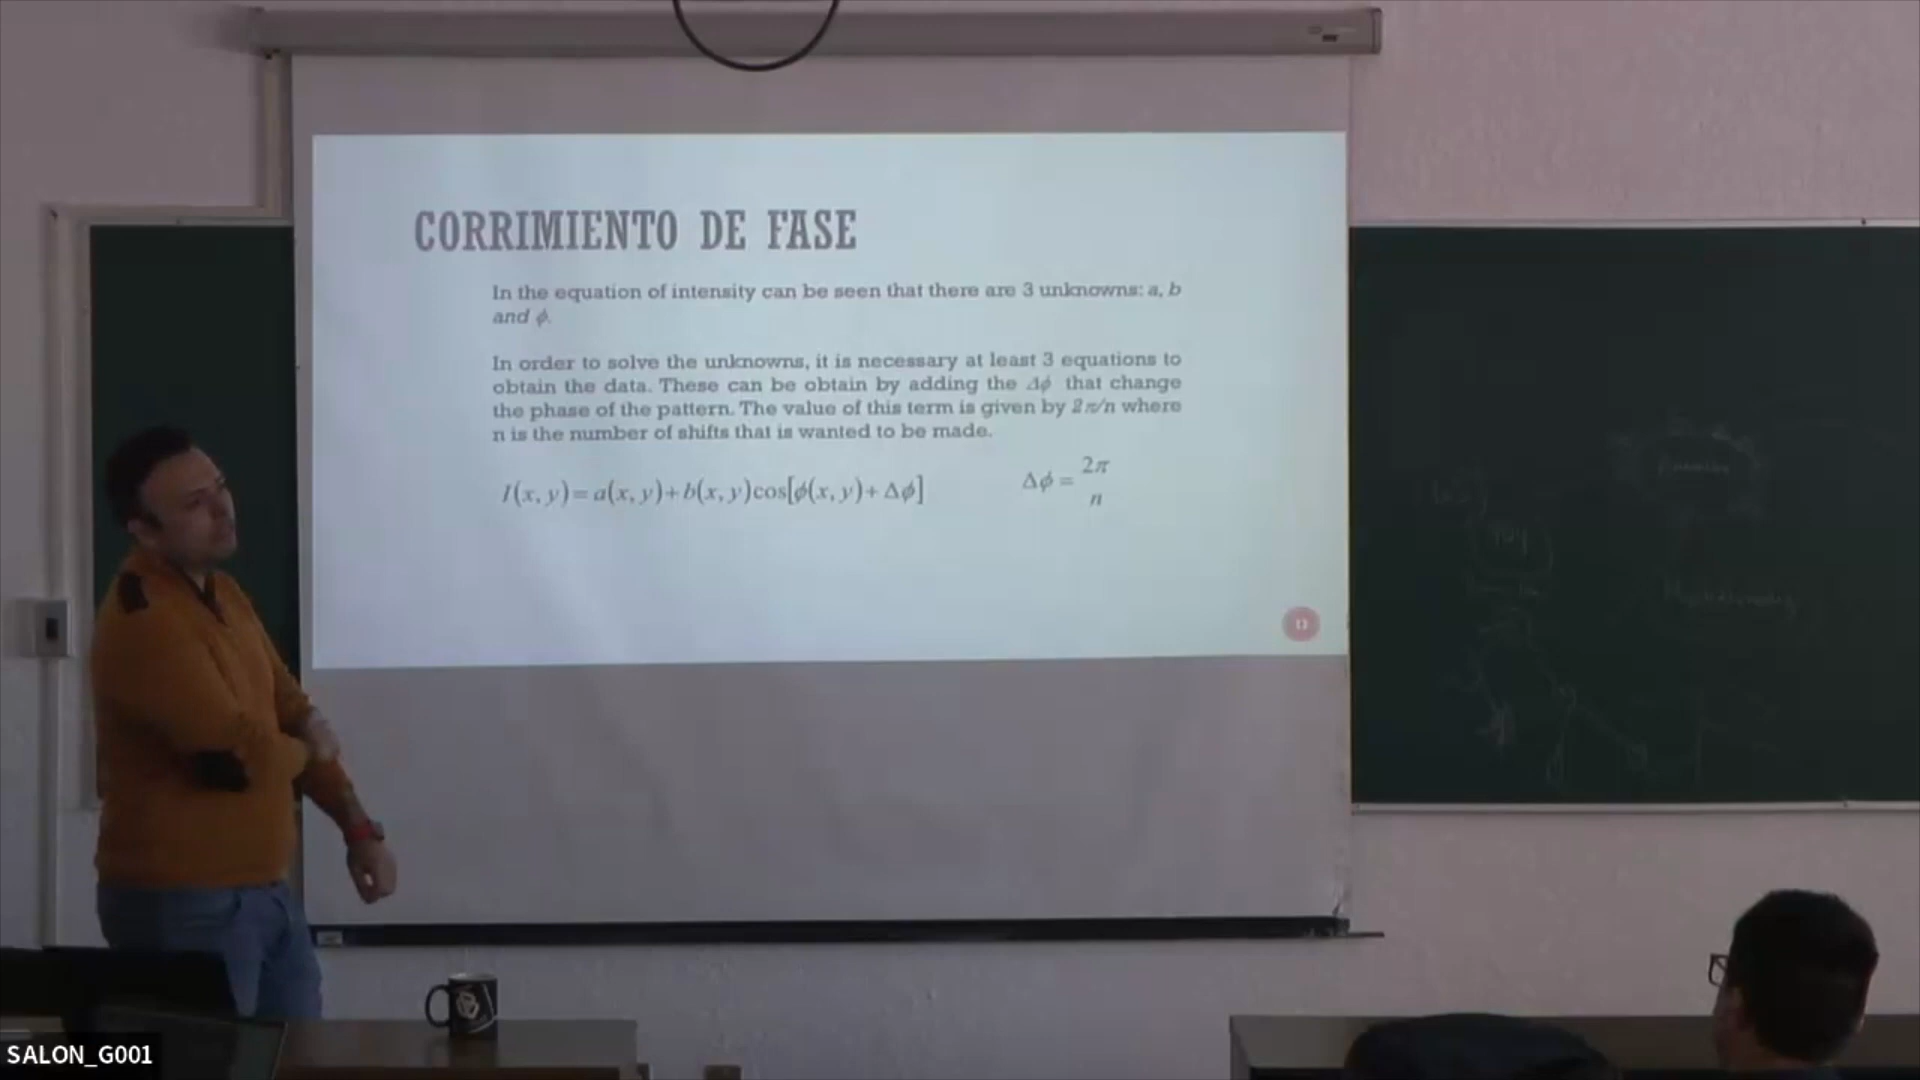 CORRIMIENTO DE FASE
In the equation of intensity can be seen that there are 3 unknowns: a, b
and ϕ.
In order to solve the unknowns, it is necessary at least 3 equations to
obtain the data. These can be obtain by adding the Δϕ that change
the phase of the pattern. The value of this term is given by 2π/n where
n is the number of shifts that is wanted to be made.
I(x, y) = a(x, y) + b(x, y)cos[ϕ(x, y) + Δϕ]
Δϕ = 2π/n
13
SALON_G001